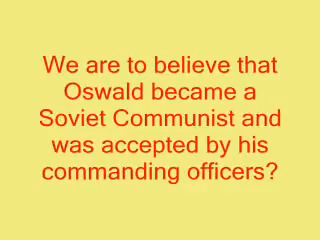 We are to believe that
Oswald became a
Soviet Communist and
was accepted by his
commanding officers?